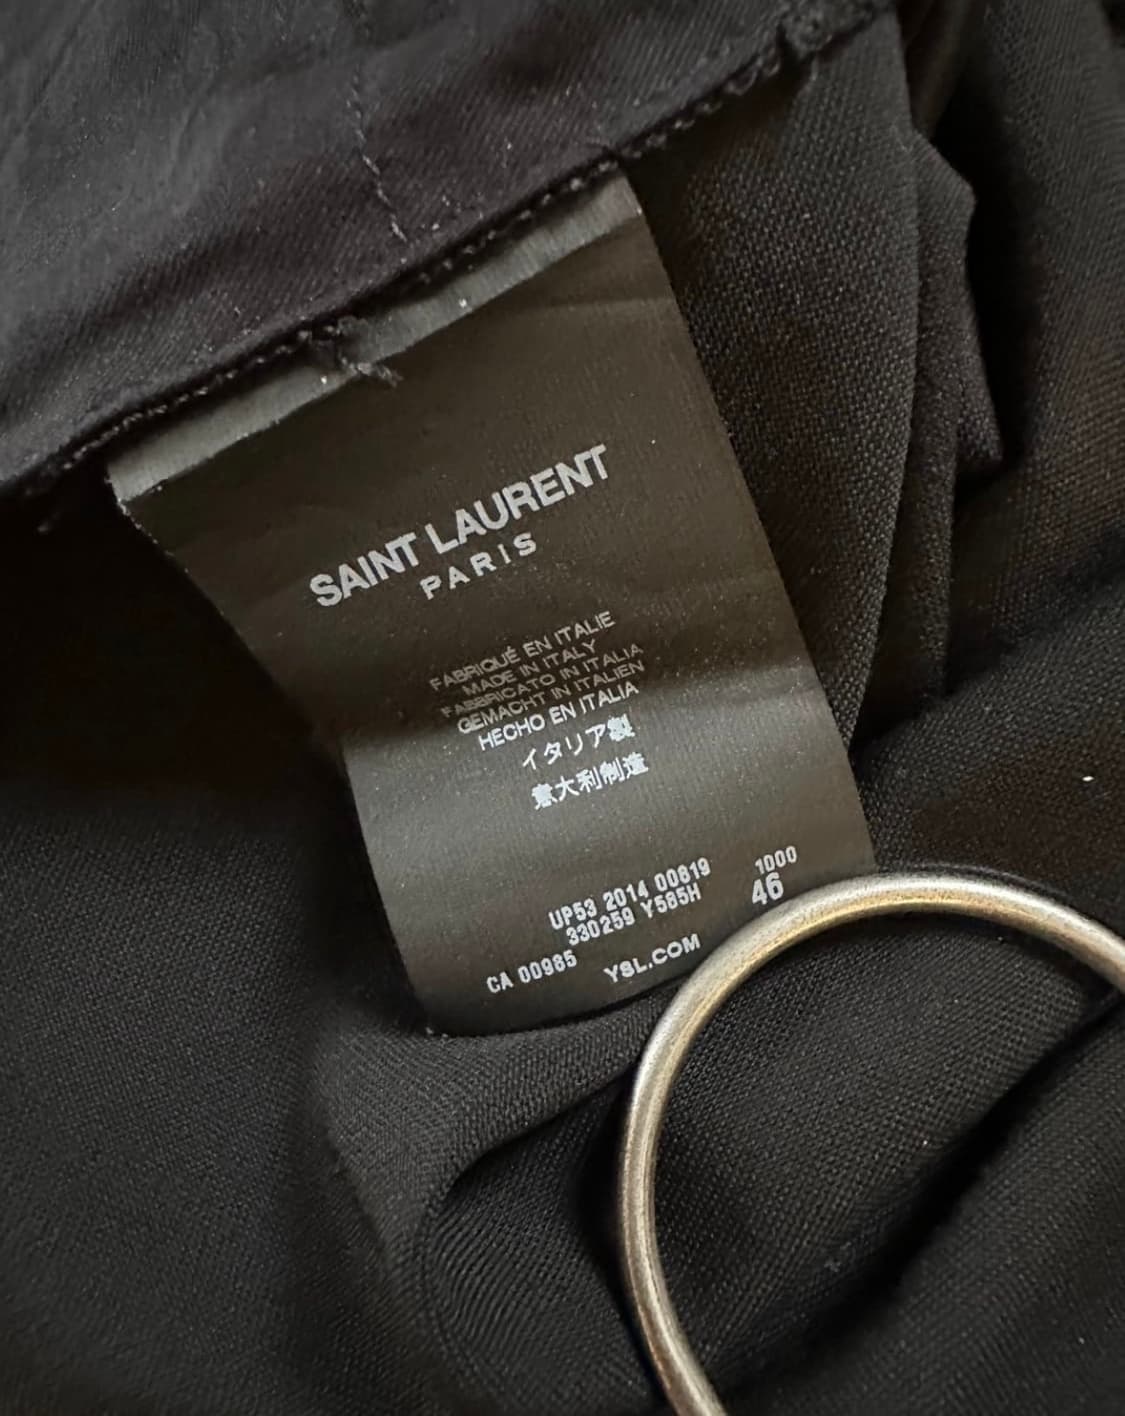 SAINT LAURENT
PARIS
FABRIQUÉ EN ITALIE
MADE IN ITALY
FABBRICATO IN ITALIA
GEMACHT IN ITALIEN
HECHO EN ITALIA
イタリア製
意大利制造
UP53 2014 00619 1000
330259 Y585H 46
CA 00985 YSL.COM